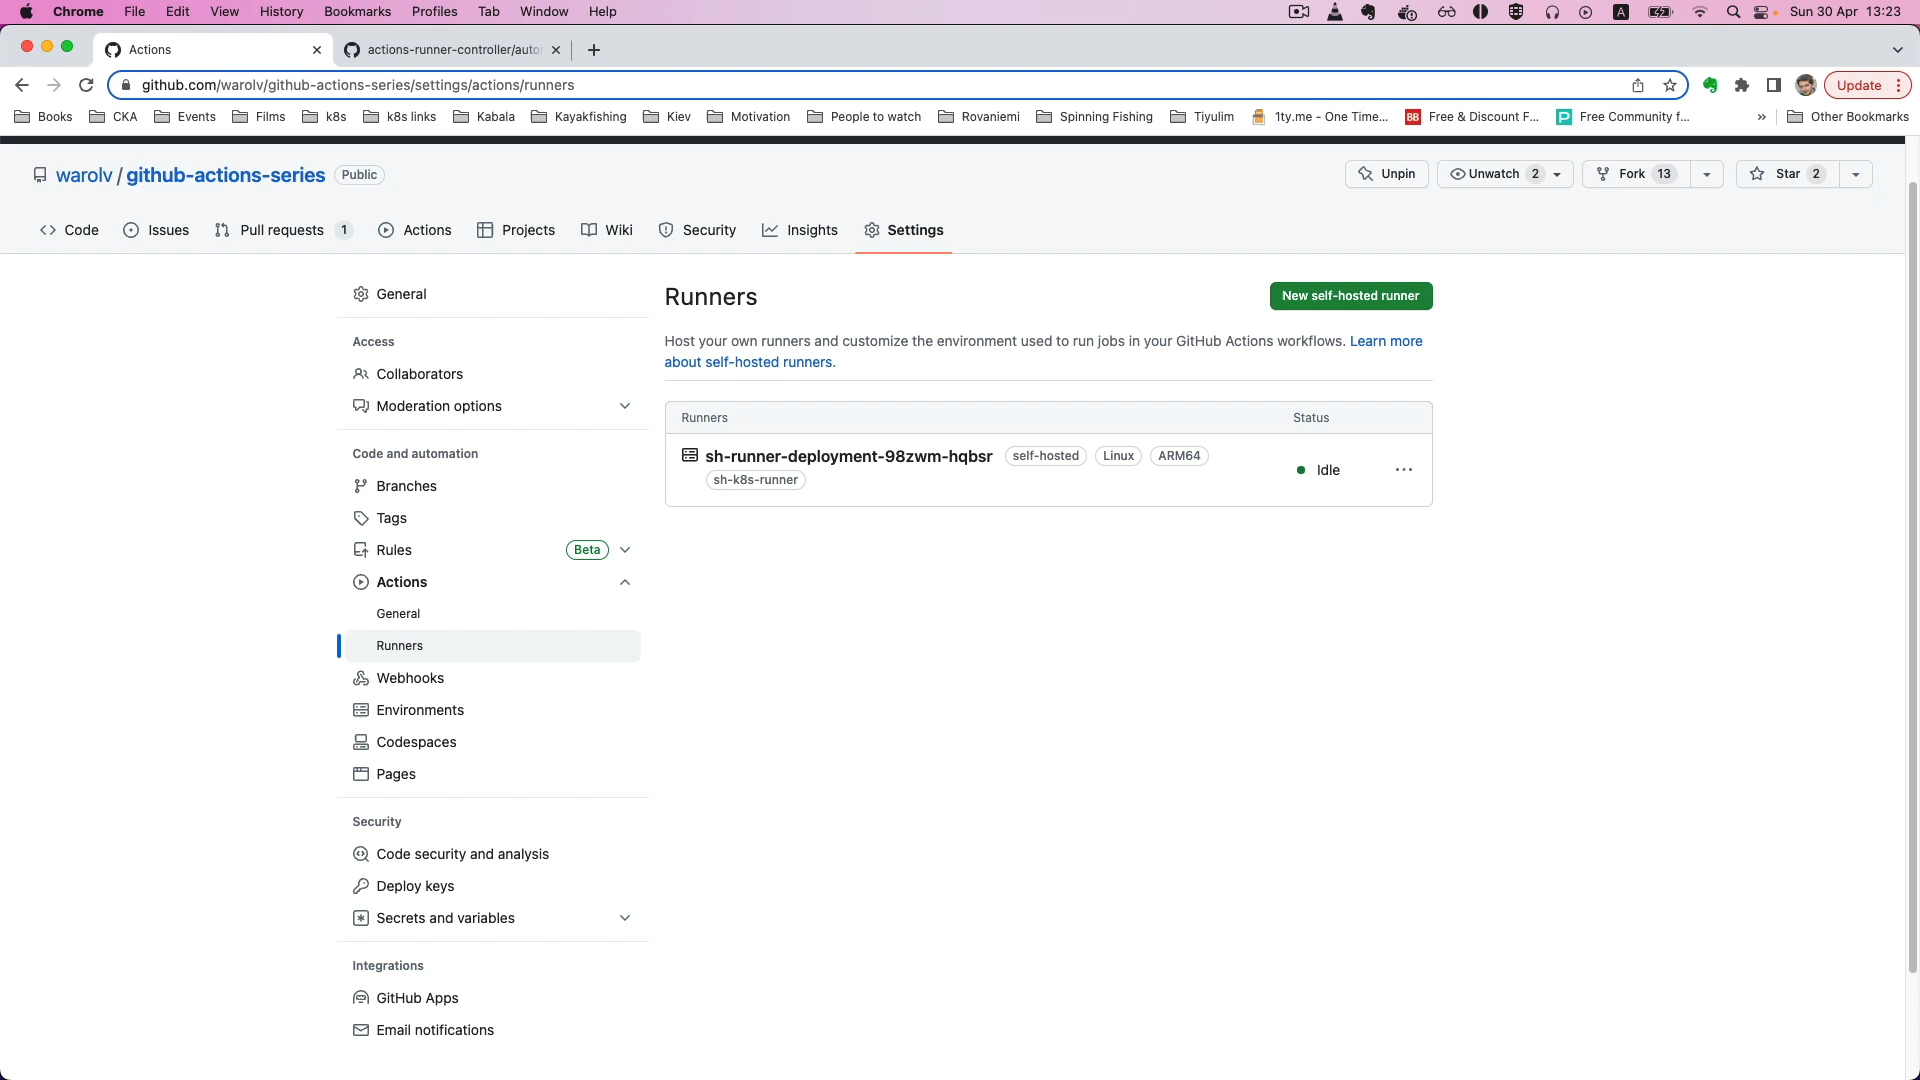 Chrome File Edit View History Bookmarks Profiles Tab Window Help A Sun 30 Apr 13:23
Actions actions-runner-controller/auto
github.com/warolv/github-actions-series/settings/actions/runners Update
Books CKA Events Films k8s k8s links Kabala Kayakfishing Kiev Motivation People to watch Rovaniemi Spinning Fishing Tiyulim 1ty.me - One Time... BB Free & Discount F... P Free Community f... » Other Bookmarks
warolv / github-actions-series Public Unpin Unwatch 2 Fork 13 Star 2
Code Issues Pull requests 1 Actions Projects Wiki Security Insights Settings
General
Access
Collaborators
Moderation options
Code and automation
Branches
Tags
Rules Beta
Actions
General
Runners
Webhooks
Environments
Codespaces
Pages
Security
Code security and analysis
Deploy keys
Secrets and variables
Integrations
GitHub Apps
Email notifications
Runners New self-hosted runner
Host your own runners and customize the environment used to run jobs in your GitHub Actions workflows. Learn more
about self-hosted runners.
Runners Status
sh-runner-deployment-98zwm-hqbsr self-hosted Linux ARM64
sh-k8s-runner
Idle